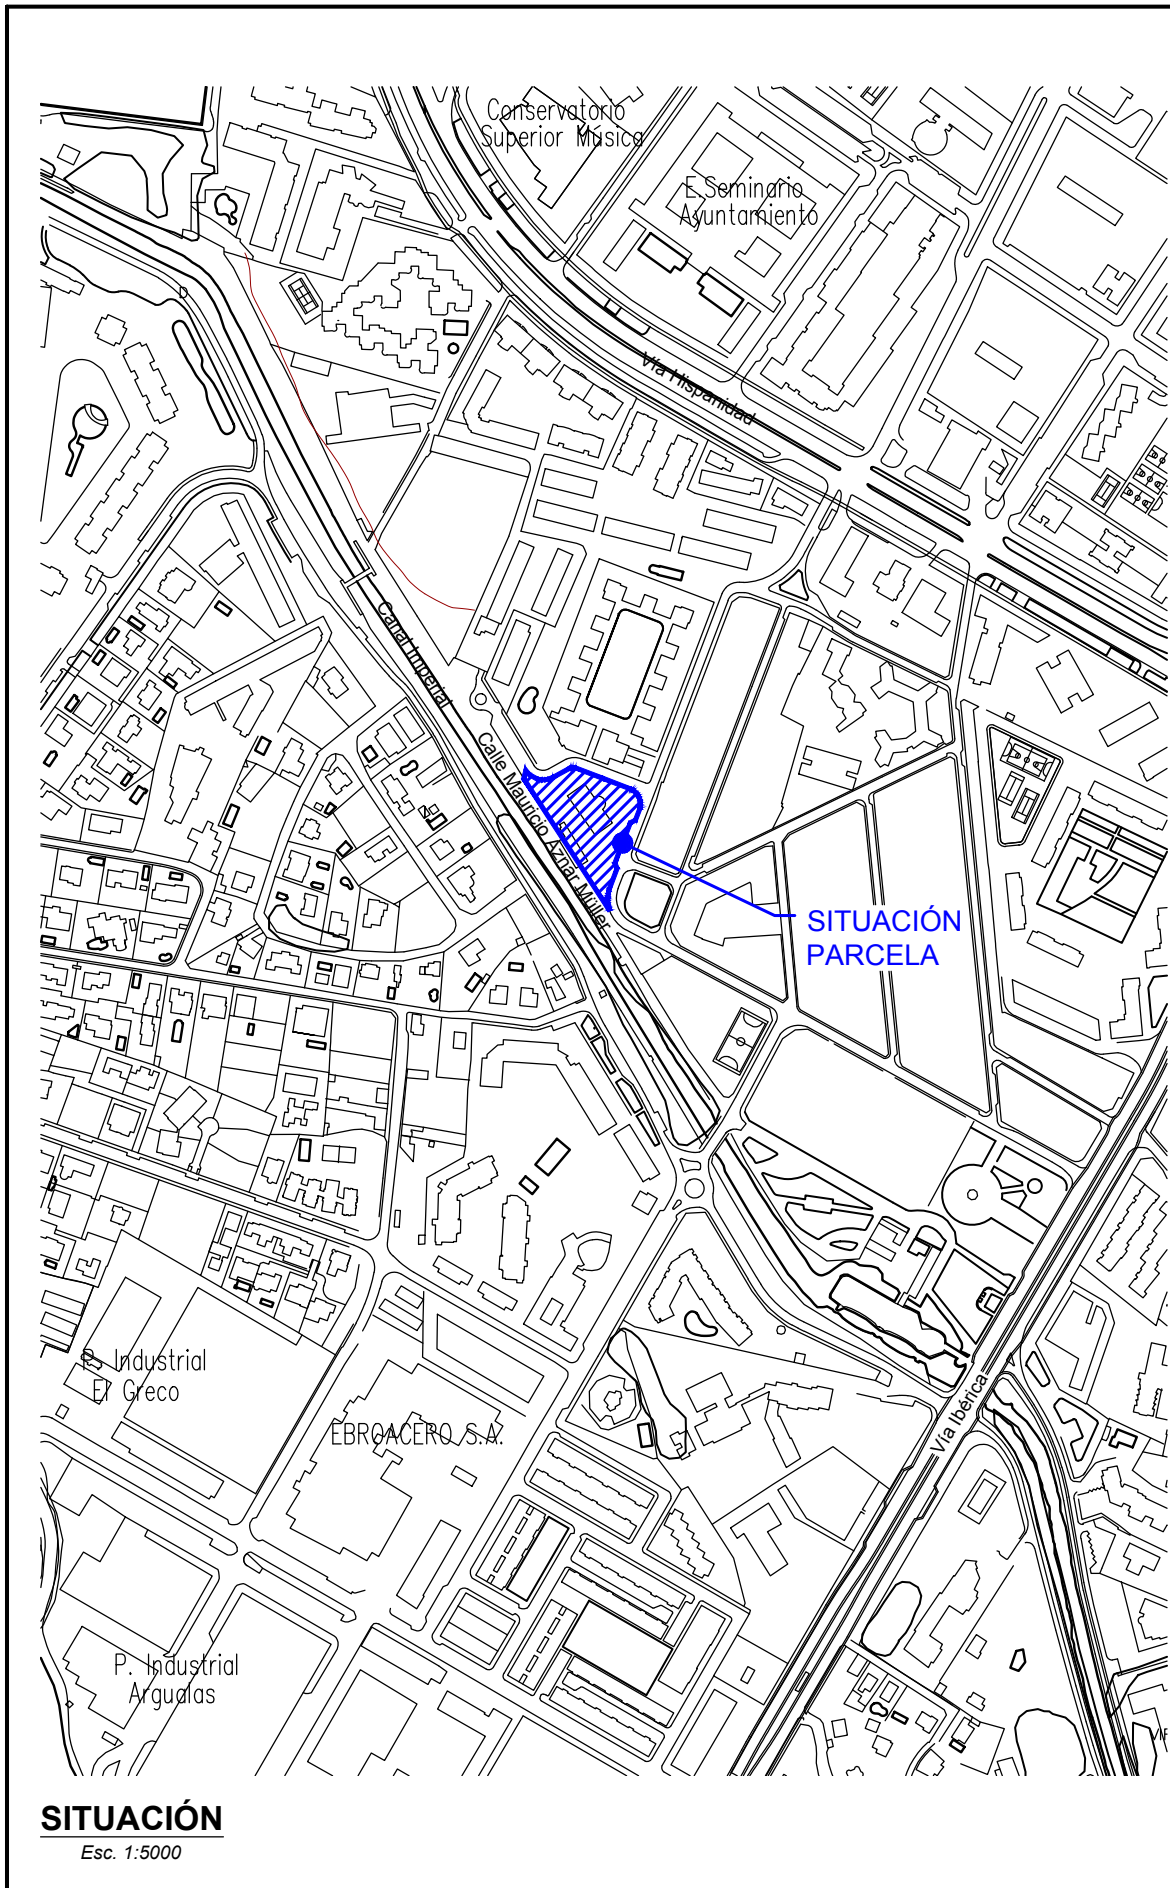 Conservatorio
Superior Música
E.Seminario
Ayuntamiento
Vía Hispanidad
Canal Imperial
Calle Mauricio Aznar Müller
SITUACIÓN
PARCELA
P. Industrial
El Greco
EBROACERO S.A.
Vía Ibérica
P. Industrial
Argualas
SITUACIÓN
Esc. 1:5000